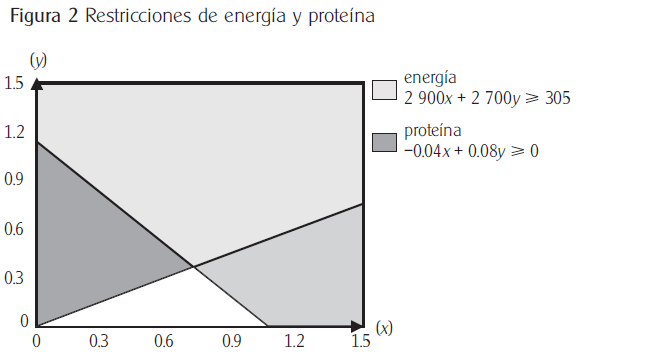 Figura 2 Restricciones de energía y proteína
(y)
1.5
1.2
0.9
0.6
0.3
0
0 0.3 0.6 0.9 1.2 1.5 (x)
energía
2 900x + 2 700y ⩾ 305
proteína
−0.04x + 0.08y ⩾ 0